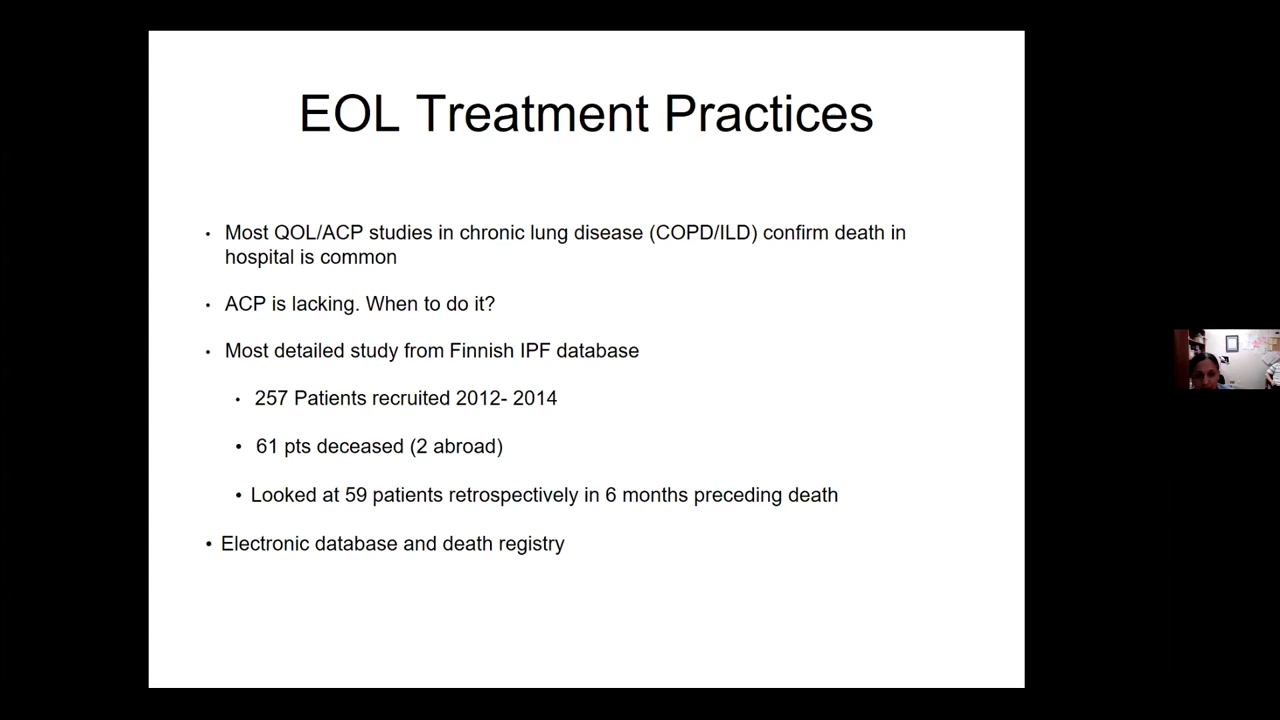 EOL Treatment Practices
• Most QOL/ACP studies in chronic lung disease (COPD/ILD) confirm death in
hospital is common
• ACP is lacking. When to do it?
• Most detailed study from Finnish IPF database
• 257 Patients recruited 2012- 2014
• 61 pts deceased (2 abroad)
• Looked at 59 patients retrospectively in 6 months preceding death
• Electronic database and death registry